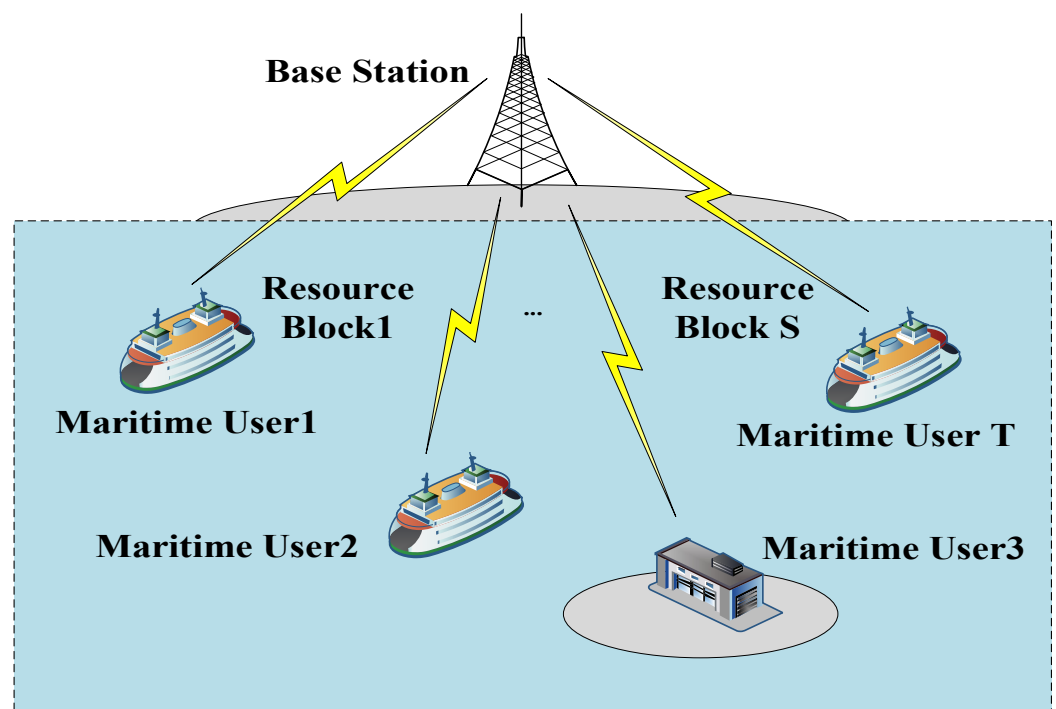 Base Station
Resource
Block1
...
Resource
Block S
Maritime User1
Maritime User T
Maritime User2
Maritime User3